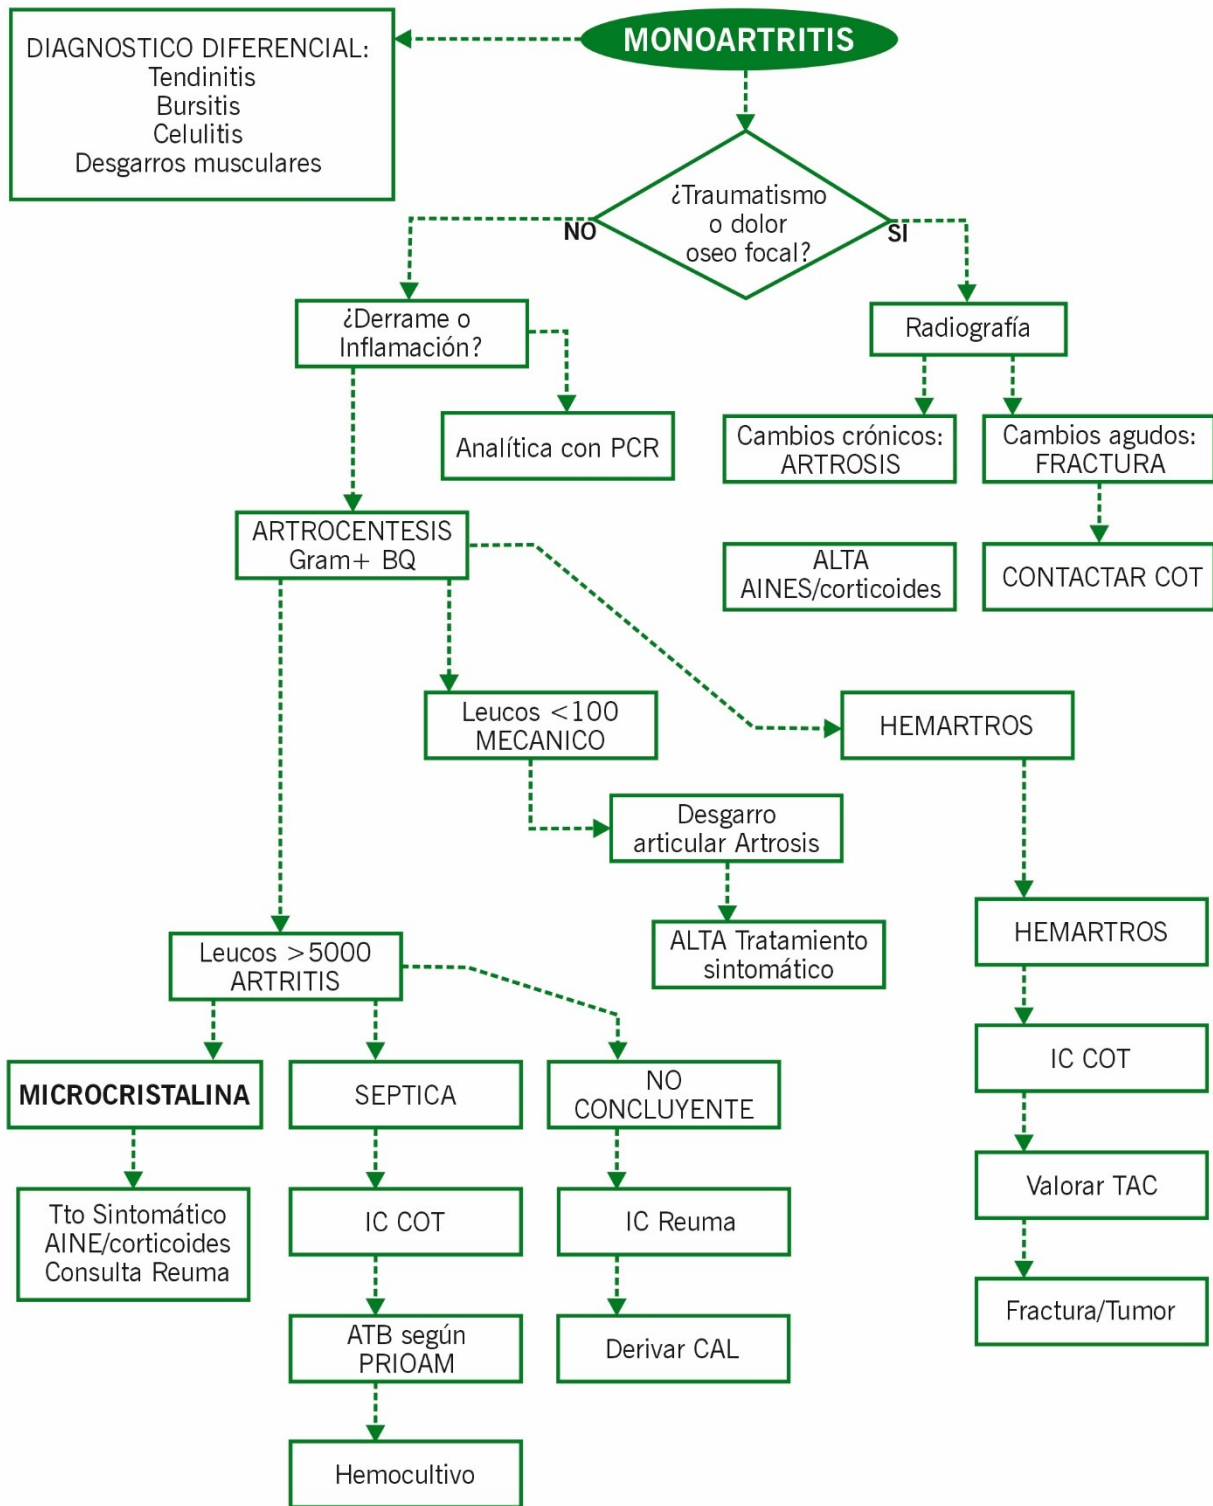 MONOARTRITIS
DIAGNOSTICO DIFERENCIAL:
Tendinitis
Bursitis
Celulitis
Desgarros musculares
¿Traumatismo
o dolor
oseo focal?
NO
SI
¿Derrame o
Inflamación?
Radiografía
Analítica con PCR
Cambios crónicos:
ARTROSIS
Cambios agudos:
FRACTURA
ARTROCENTESIS
Gram+ BQ
ALTA
AINES/corticoides
CONTACTAR COT
Leucos <100
MECANICO
HEMARTROS
Desgarro
articular Artrosis
ALTA Tratamiento
sintomático
HEMARTROS
Leucos >5000
ARTRITIS
IC COT
MICROCRISTALINA
SEPTICA
NO
CONCLUYENTE
Valorar TAC
Tto Sintomático
AINE/corticoides
Consulta Reuma
IC COT
IC Reuma
Fractura/Tumor
ATB según
PRIOAM
Derivar CAL
Hemocultivo